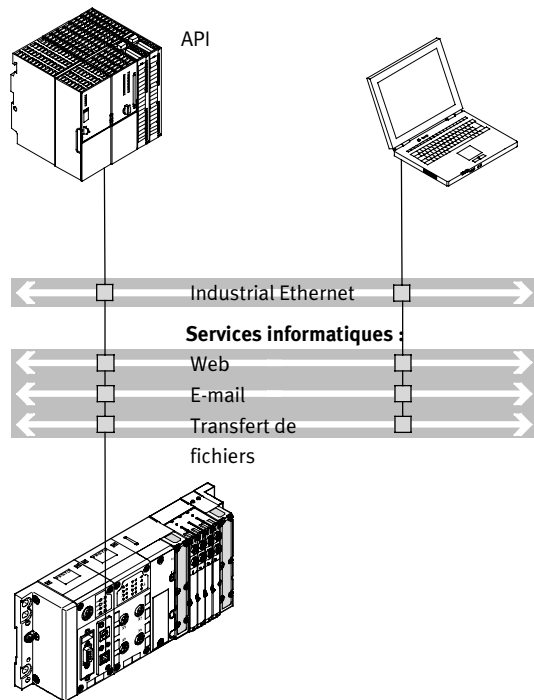 API
Industrial Ethernet
Services informatiques :
Web
E-mail
Transfert de
fichiers